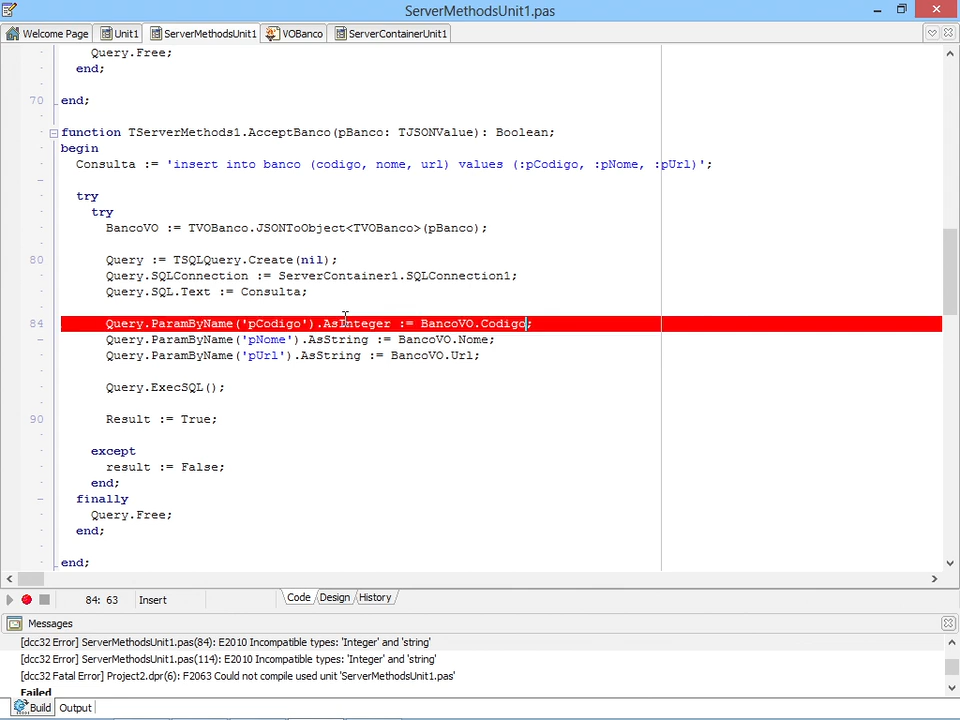 ServerMethodsUnit1.pas
Welcome Page Unit1 ServerMethodsUnit1 VOBanco ServerContainerUnit1
Query.Free;
end;
70 end;
function TServerMethods1.AcceptBanco(pBanco: TJSONValue): Boolean;
begin
Consulta := 'insert into banco (codigo, nome, url) values (:pCodigo, :pNome, :pUrl)';
try
try
BancoVO := TVOBanco.JSONToObject<TVOBanco>(pBanco);
80 Query := TSQLQuery.Create(nil);
Query.SQLConnection := ServerContainer1.SQLConnection1;
Query.SQL.Text := Consulta;
84 Query.ParamByName('pCodigo').AsInteger := BancoVO.Codigo;
Query.ParamByName('pNome').AsString := BancoVO.Nome;
Query.ParamByName('pUrl').AsString := BancoVO.Url;
Query.ExecSQL();
90 Result := True;
except
result := False;
end;
finally
Query.Free;
end;
end;
84: 63 Insert Code Design History
Messages
[dcc32 Error] ServerMethodsUnit1.pas(84): E2010 Incompatible types: 'Integer' and 'string'
[dcc32 Error] ServerMethodsUnit1.pas(114): E2010 Incompatible types: 'Integer' and 'string'
[dcc32 Fatal Error] Project2.dpr(6): F2063 Could not compile used unit 'ServerMethodsUnit1.pas'
Failed
Build Output